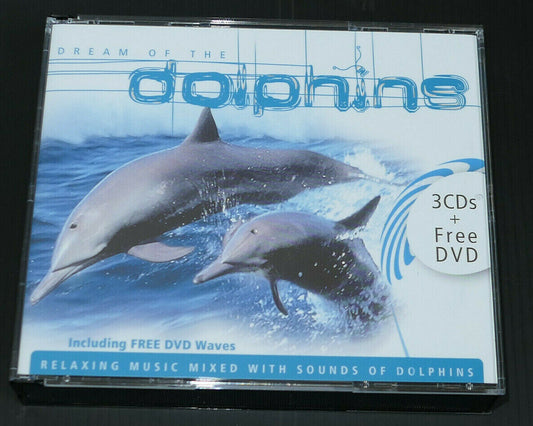 DREAM OF THE
dolphins
3CDs
+
Free
DVD
Including FREE DVD Waves
RELAXING MUSIC MIXED WITH SOUNDS OF DOLPHINS